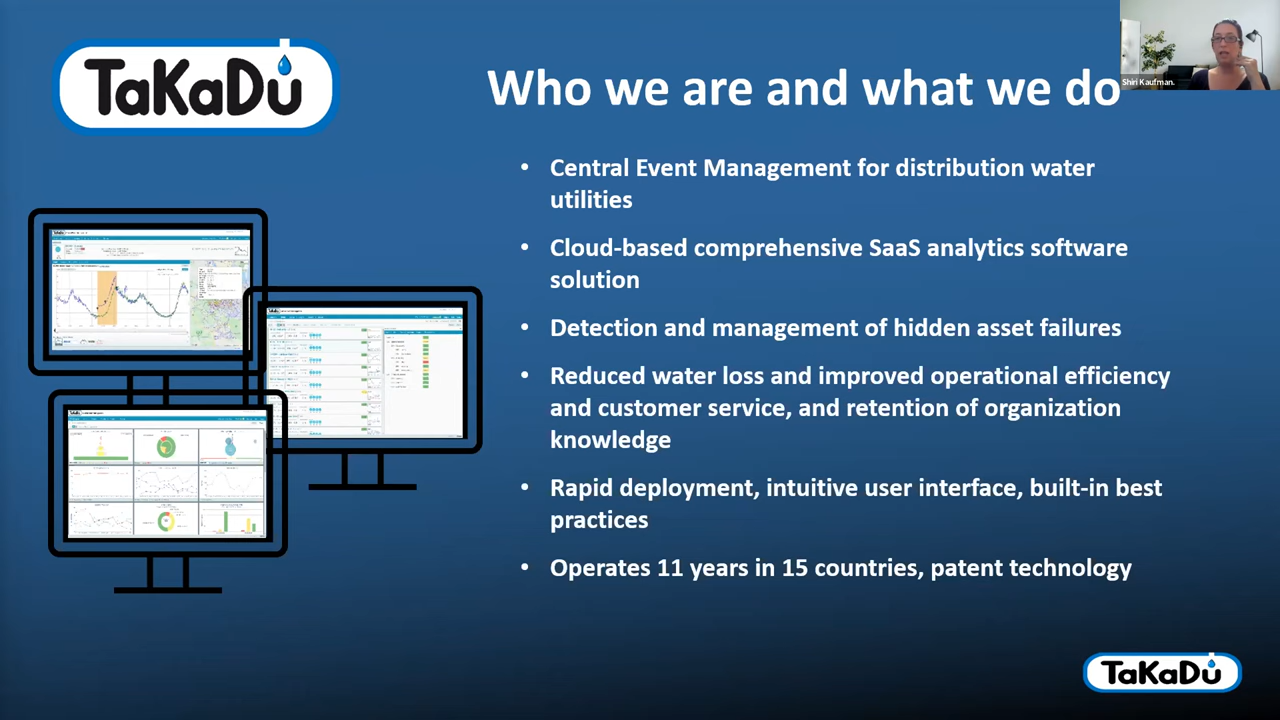 TaKaDu
Who we are and what we do
Shiri Kaufman.
• Central Event Management for distribution water
utilities
• Cloud-based comprehensive SaaS analytics software
solution
• Detection and management of hidden asset failures
• Reduced water loss and improved operational efficiency
and customer service, and retention of organization
knowledge
• Rapid deployment, intuitive user interface, built-in best
practices
• Operates 11 years in 15 countries, patent technology
TaKaDu